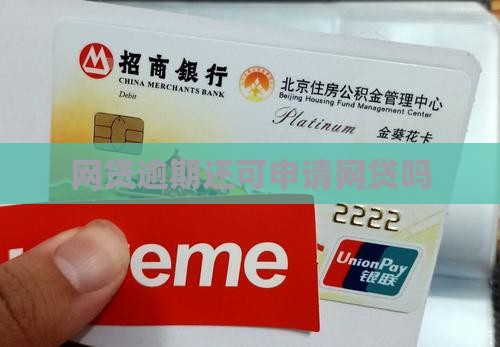 招商银行
CHINA MERCHANTS BANK
Debit
北京住房公积金管理中心
Beijing Housing Fund Management Center
Platinum
金葵花卡
网贷逾期还可申请网贷吗
2222
eme
UnionPay
银联